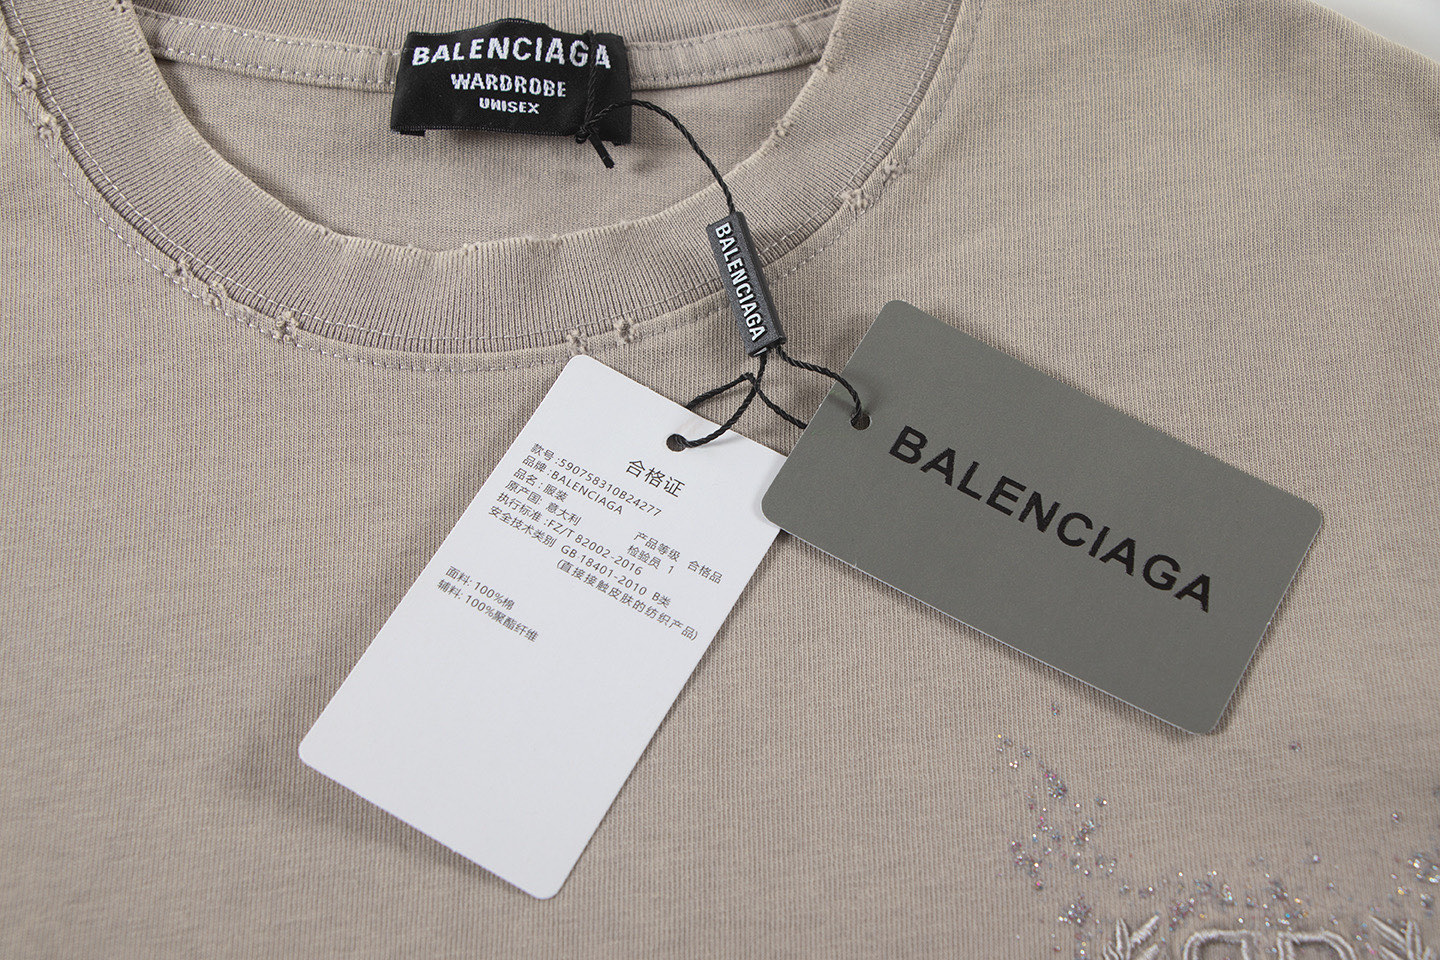 BALENCIAGA
WARDROBE
UNISEX
BALENCIAGA
BALENCIAGA
合格证
款号:590758310B24277
品牌:BALENCIAGA
品名: 服装
原产国: 意大利
产品等级 合格品
执行标准:FZ/T 82002-2016
检验员 1
安全技术类别 GB 18401-2010 B类
(直接接触皮肤的纺织产品)
面料: 100%棉
辅料: 100%聚酯纤维